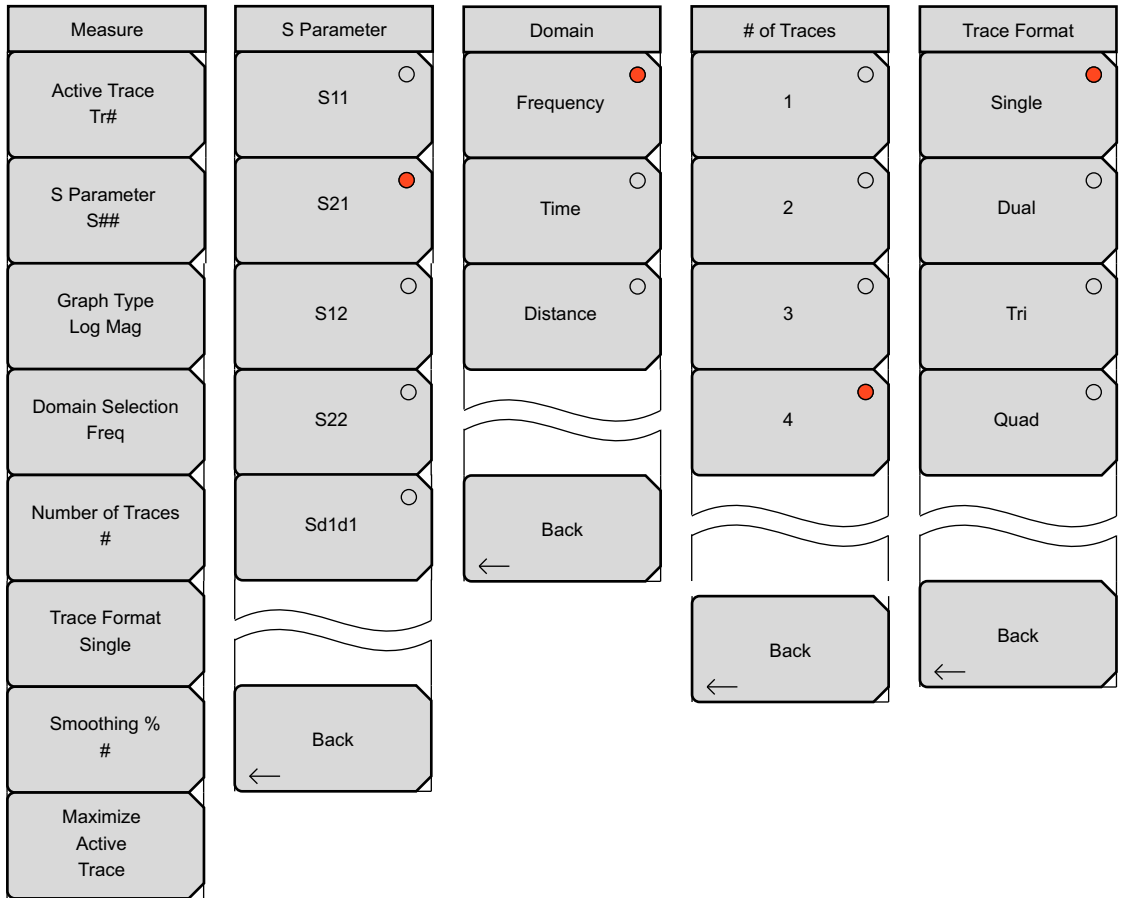 Measure
Active Trace
Tr#
S Parameter
S##
Graph Type
Log Mag
Domain Selection
Freq
Number of Traces
#
Trace Format
Single
Smoothing %
#
Maximize
Active
Trace
S Parameter
S11
S21
S12
S22
Sd1d1
Back
Domain
Frequency
Time
Distance
Back
# of Traces
1
2
3
4
Back
Trace Format
Single
Dual
Tri
Quad
Back